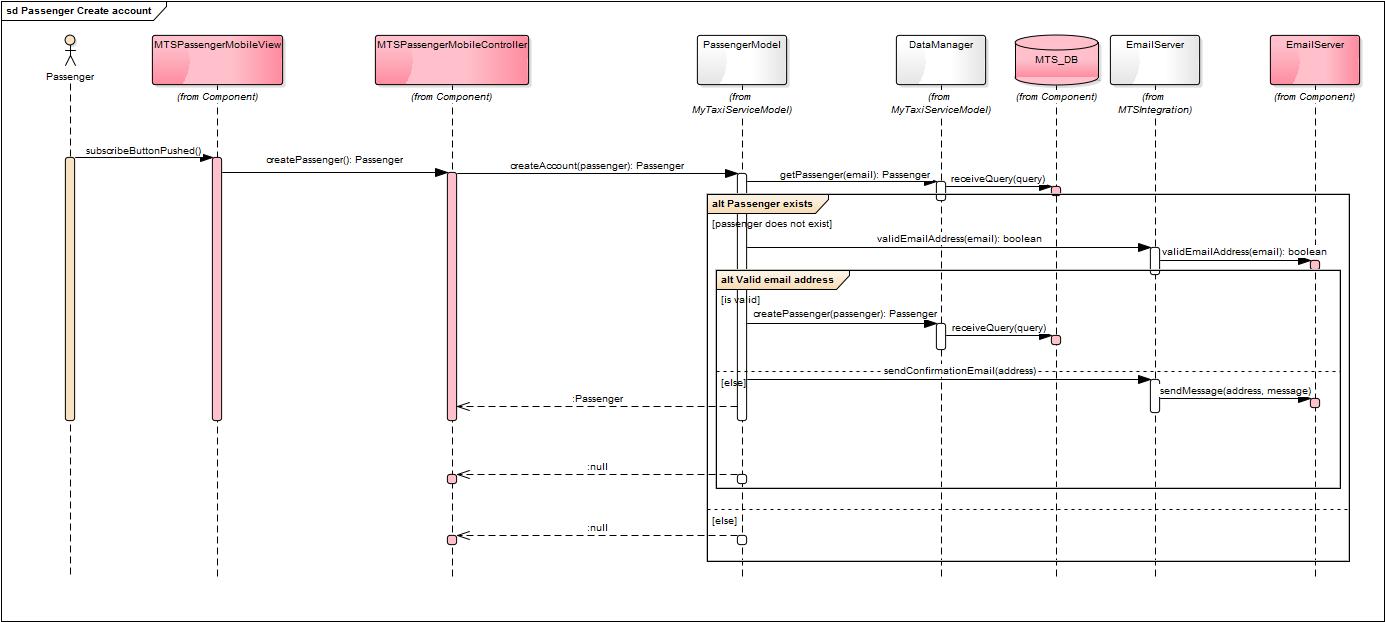 sd Passenger Create account
Passenger
MTSPassengerMobileView
(from Component)
MTSPassengerMobileController
(from Component)
PassengerModel
(from
MyTaxiServiceModel)
DataManager
(from
MyTaxiServiceModel)
MTS_DB
(from Component)
EmailServer
(from
MTSIntegration)
EmailServer
(from Component)
subscribeButtonPushed()
createPassenger(): Passenger
createAccount(passenger): Passenger
getPassenger(email): Passenger
receiveQuery(query)
alt Passenger exists
[passenger does not exist]
validEmailAddress(email): boolean
validEmailAddress(email): boolean
alt Valid email address
[is valid]
createPassenger(passenger): Passenger
receiveQuery(query)
sendConfirmationEmail(address)
[else]
sendMessage(address, message)
:Passenger
:null
[else]
:null